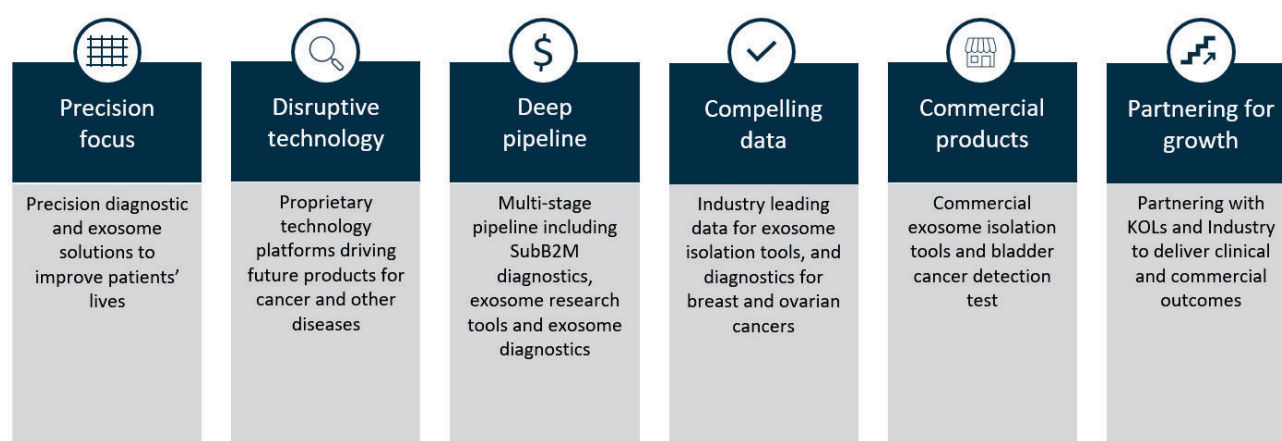 Precision
focus
Precision diagnostic
and exosome
solutions to
improve patients'
lives
Disruptive
technology
Proprietary
technology
platforms driving
future products for
cancer and other
diseases
$
Deep
pipeline
Multi-stage
pipeline including
SubB2M
diagnostics,
exosome research
tools and exosome
diagnostics
Compelling
data
Industry leading
data for exosome
isolation tools, and
diagnostics for
breast and ovarian
cancers
Commercial
products
Commercial
exosome isolation
tools and bladder
cancer detection
test
Partnering for
growth
Partnering with
KOLs and Industry
to deliver clinical
and commercial
outcomes